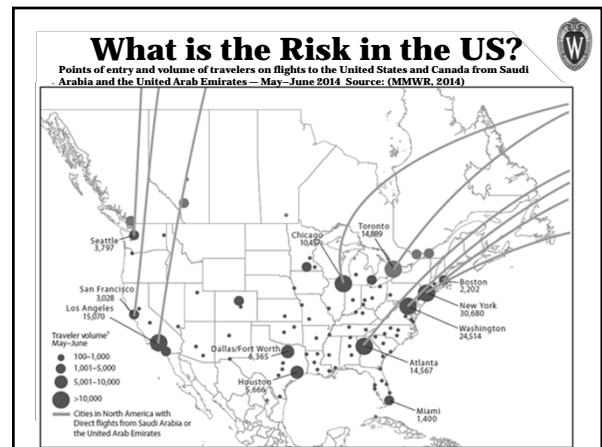 What is the Risk in the US?
W
Points of entry and volume of travelers on flights to the United States and Canada from Saudi
Arabia and the United Arab Emirates — May–June 2014 Source: (MMWR, 2014)
Seattle
3,797
Chicago
10,457
Toronto
14,889
San Francisco
3,028
Los Angeles
15,070
Boston
2,202
New York
30,680
Washington
24,514
Dallas/Fort Worth
6,365
Atlanta
14,567
Houston
5,666
Miami
1,400
Traveler volume†
May–June
100–1,000
1,001–5,000
5,001–10,000
>10,000
Cities in North America with
Direct flights from Saudi Arabia or
the United Arab Emirates